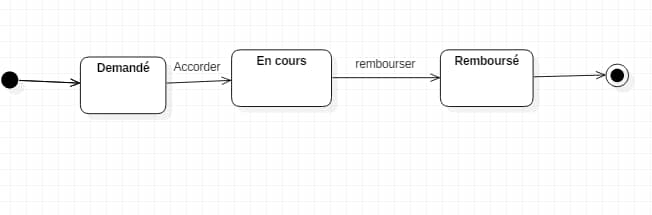 Demandé
Accorder
En cours
rembourser
Remboursé